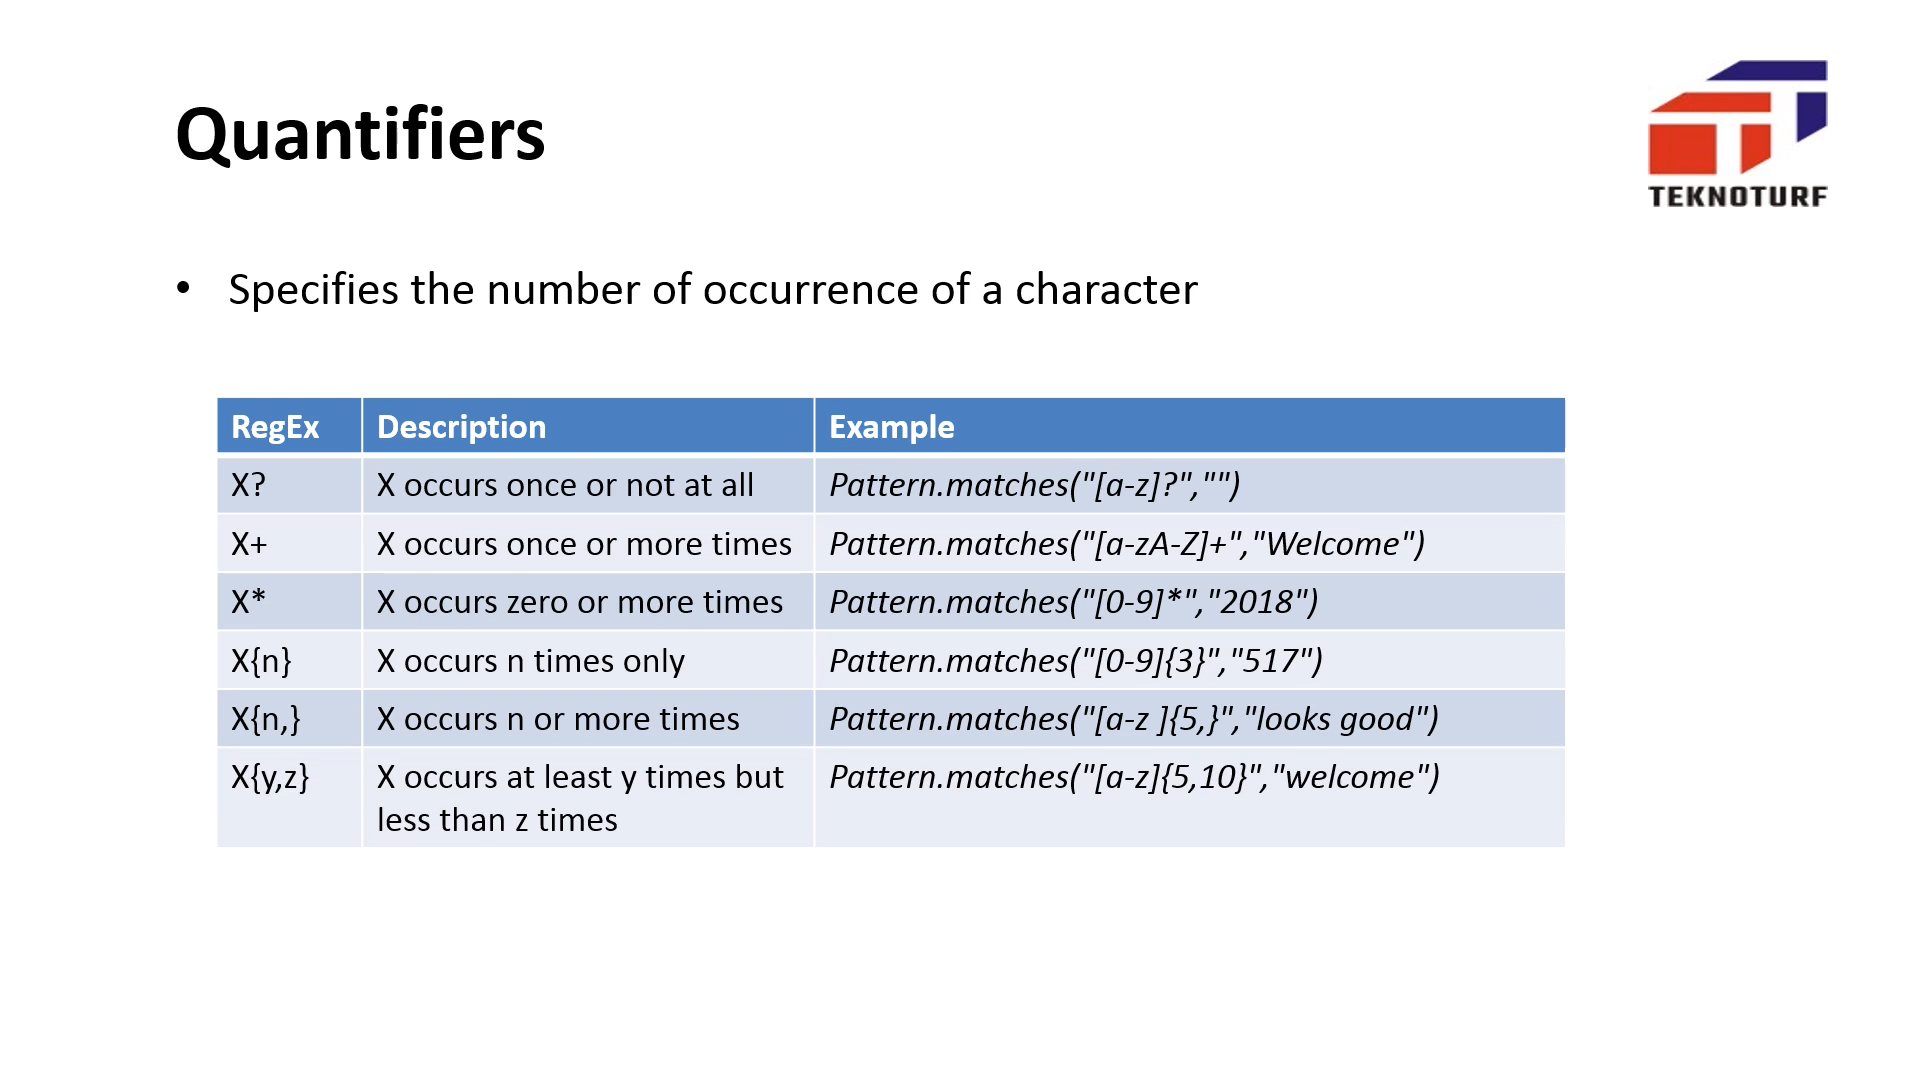 Quantifiers
TEKNOTURF
• Specifies the number of occurrence of a character
RegEx Description Example
X? X occurs once or not at all Pattern.matches("[a-z]?","")
X+ X occurs once or more times Pattern.matches("[a-zA-Z]+","Welcome")
X* X occurs zero or more times Pattern.matches("[0-9]*","2018")
X{n} X occurs n times only Pattern.matches("[0-9]{3}","517")
X{n,} X occurs n or more times Pattern.matches("[a-z ]{5,}","looks good")
X{y,z} X occurs at least y times but Pattern.matches("[a-z]{5,10}","welcome")
less than z times